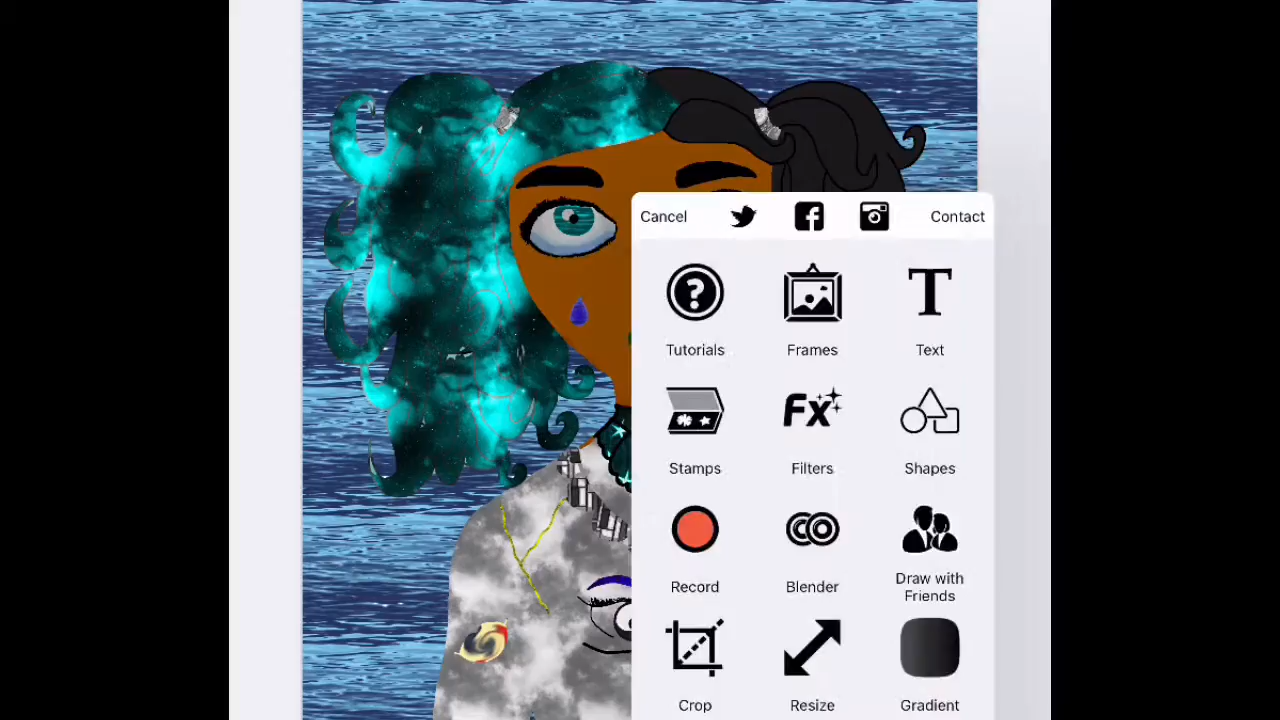 Cancel Contact
Tutorials Frames Text
Stamps Filters Shapes
Record Blender Draw with
Friends
Crop Resize Gradient